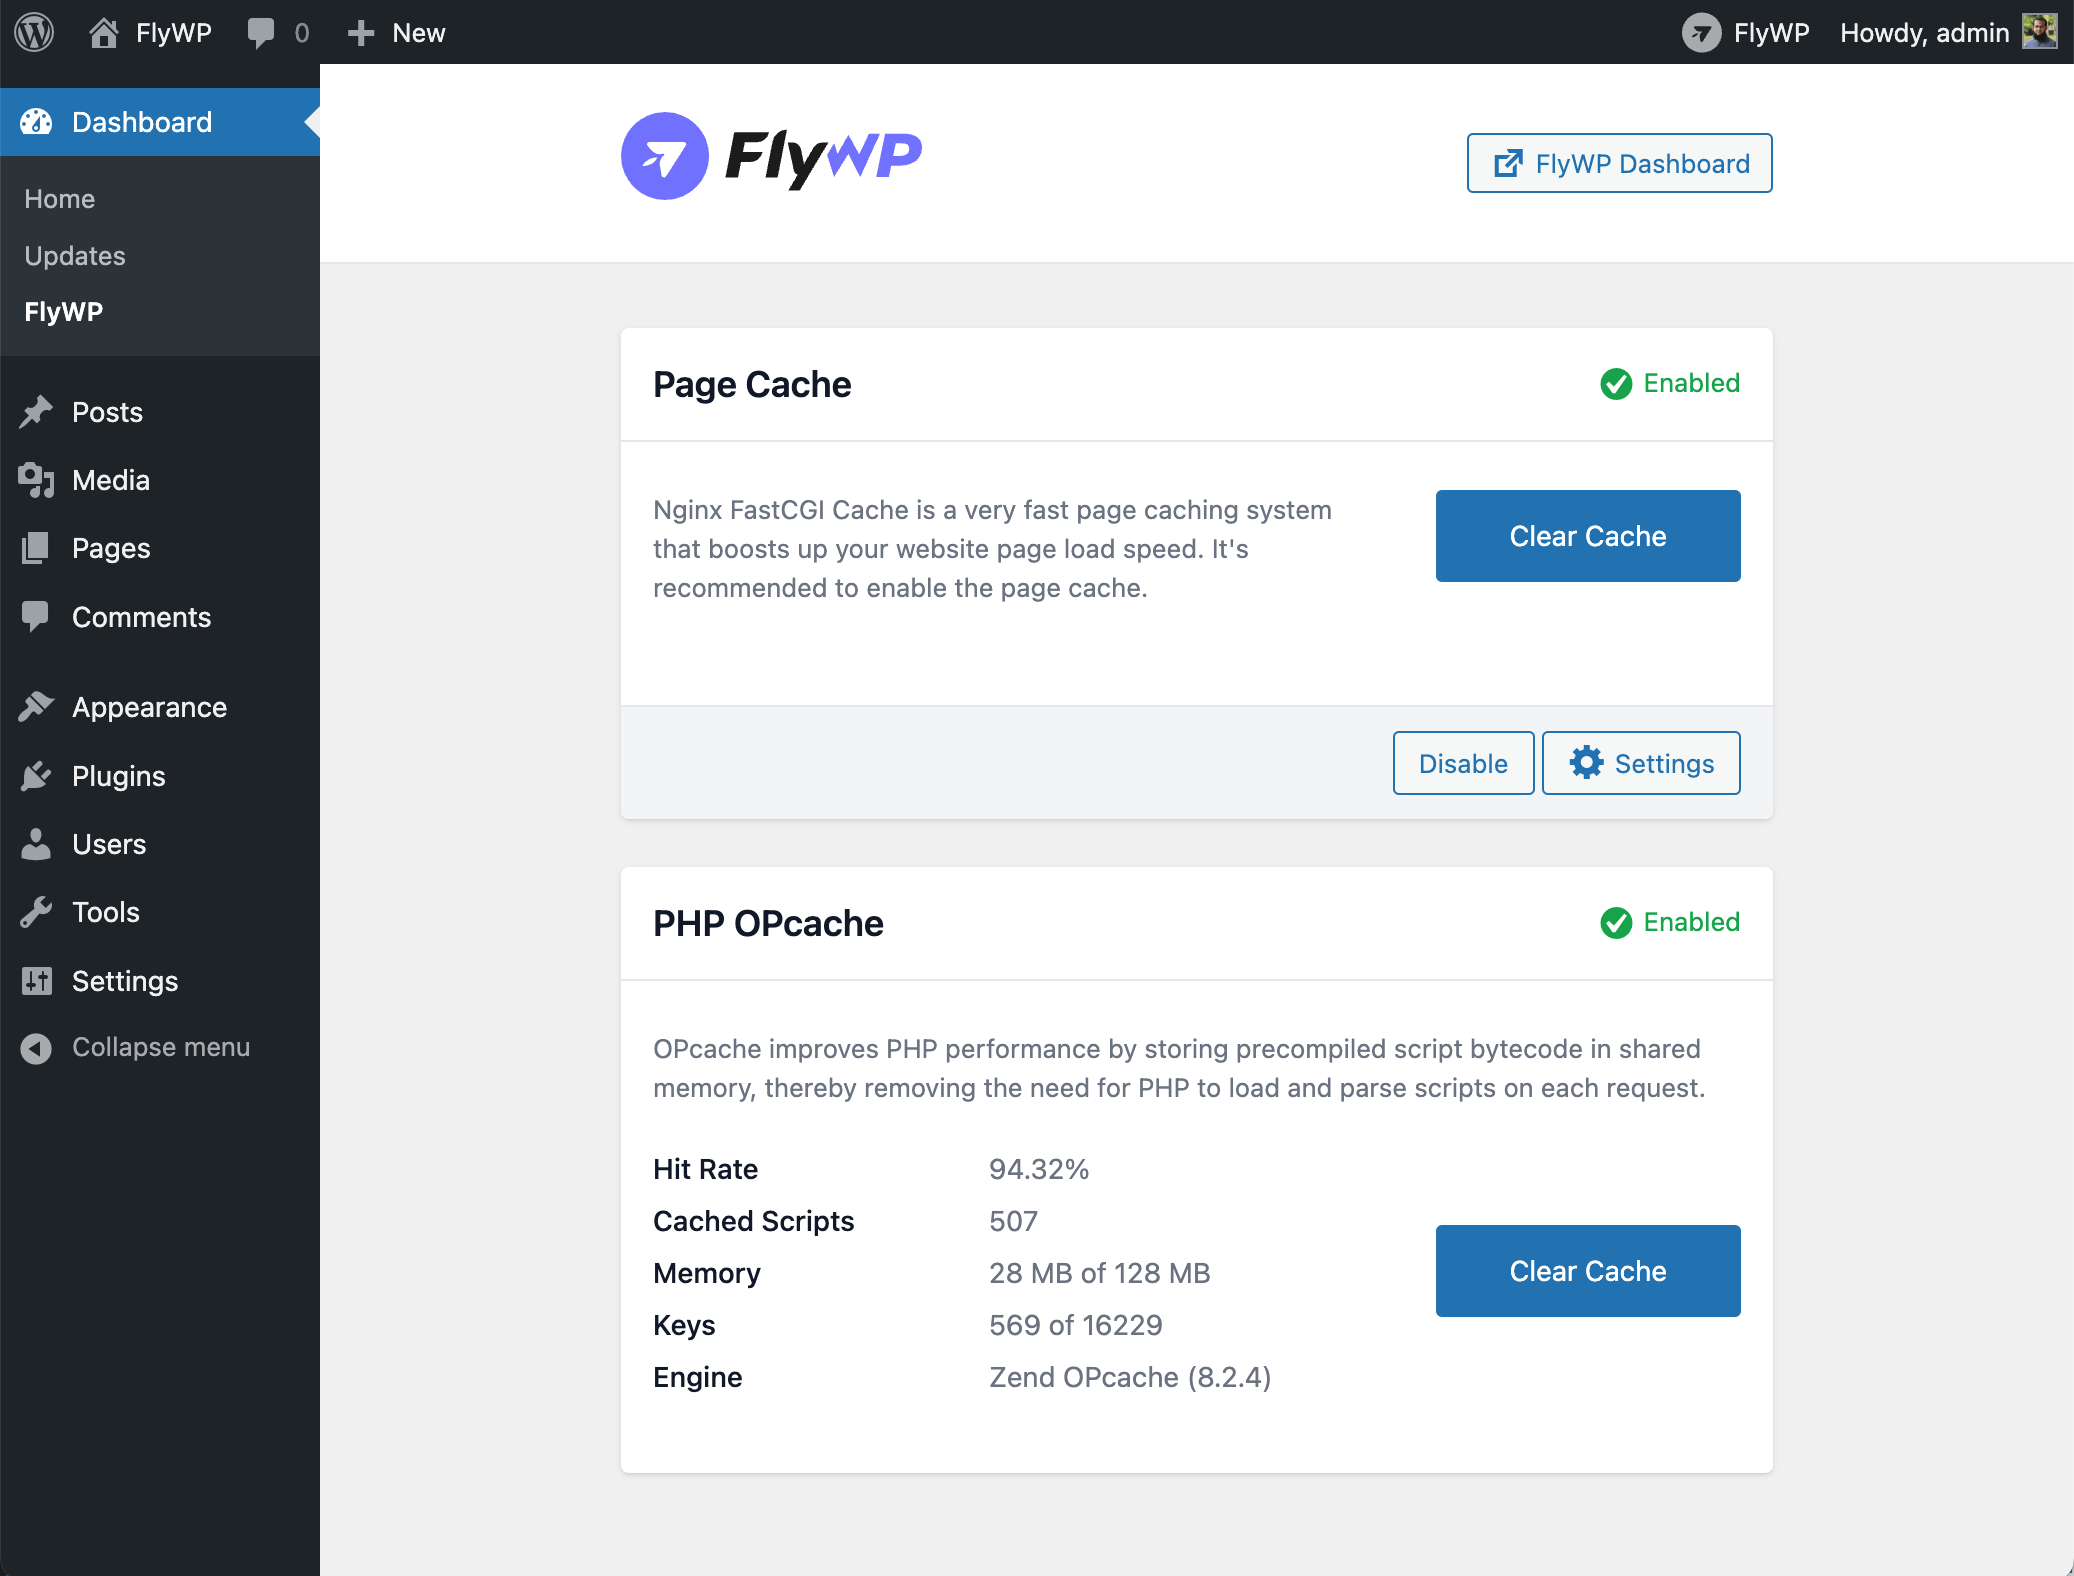 FlyWP
0
New
FlyWP
Howdy, admin
Dashboard
Home
Updates
FlyWP
Posts
Media
Pages
Comments
Appearance
Plugins
Users
Tools
Settings
Collapse menu
FlyWP
FlyWP Dashboard
Page Cache
Enabled
Nginx FastCGI Cache is a very fast page caching system
that boosts up your website page load speed. It's
recommended to enable the page cache.
Clear Cache
Disable
Settings
PHP OPcache
Enabled
OPcache improves PHP performance by storing precompiled script bytecode in shared
memory, thereby removing the need for PHP to load and parse scripts on each request.
Hit Rate 94.32%
Cached Scripts 507
Memory 28 MB of 128 MB
Keys 569 of 16229
Engine Zend OPcache (8.2.4)
Clear Cache